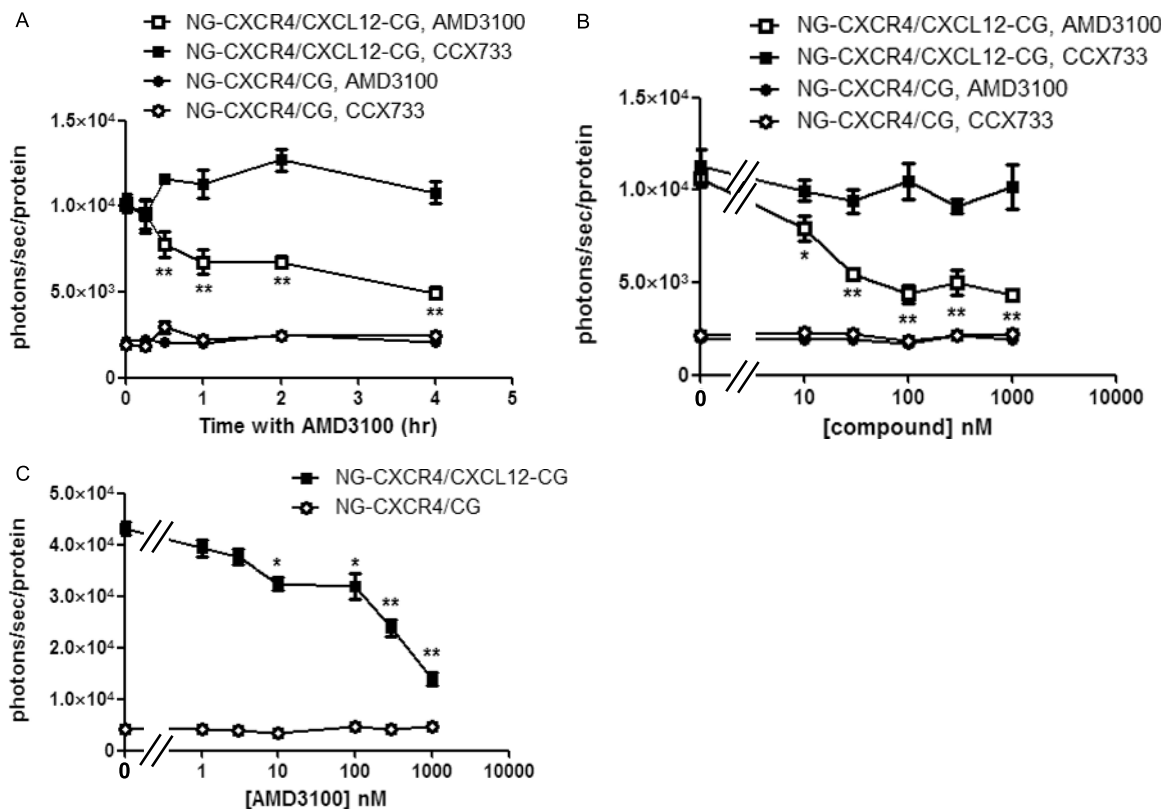 A
NG-CXCR4/CXCL12-CG, AMD3100
NG-CXCR4/CXCL12-CG, CCX733
NG-CXCR4/CG, AMD3100
NG-CXCR4/CG, CCX733
photons/sec/protein
1.5×10⁴
1.0×10⁴
5.0×10³
0
** ** ** **
0 1 2 3 4 5
Time with AMD3100 (hr)
B
NG-CXCR4/CXCL12-CG, AMD3100
NG-CXCR4/CXCL12-CG, CCX733
NG-CXCR4/CG, AMD3100
NG-CXCR4/CG, CCX733
photons/sec/protein
1.5×10⁴
1.0×10⁴
5.0×10³
0
* ** ** ** **
0 10 100 1000 10000
[compound] nM
C
NG-CXCR4/CXCL12-CG
NG-CXCR4/CG
photons/sec/protein
5.0×10⁴
4.0×10⁴
3.0×10⁴
2.0×10⁴
1.0×10⁴
0
* * ** **
0 1 10 100 1000 10000
[AMD3100] nM